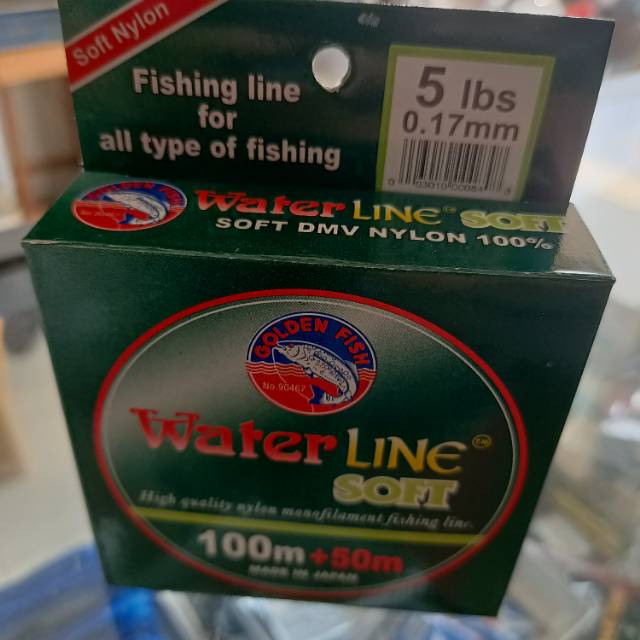 Soft Nylon
Fishing line
for
all type of fishing
5 lbs
0.17mm
GOLDEN FISH
Water LINE SOFT
SOFT DMV NYLON 100%
GOLDEN FISH
No 90467
Water LINE™
SOFT
High quality nylon monofilament fishing line.
100m+50m
MADE IN JAPAN